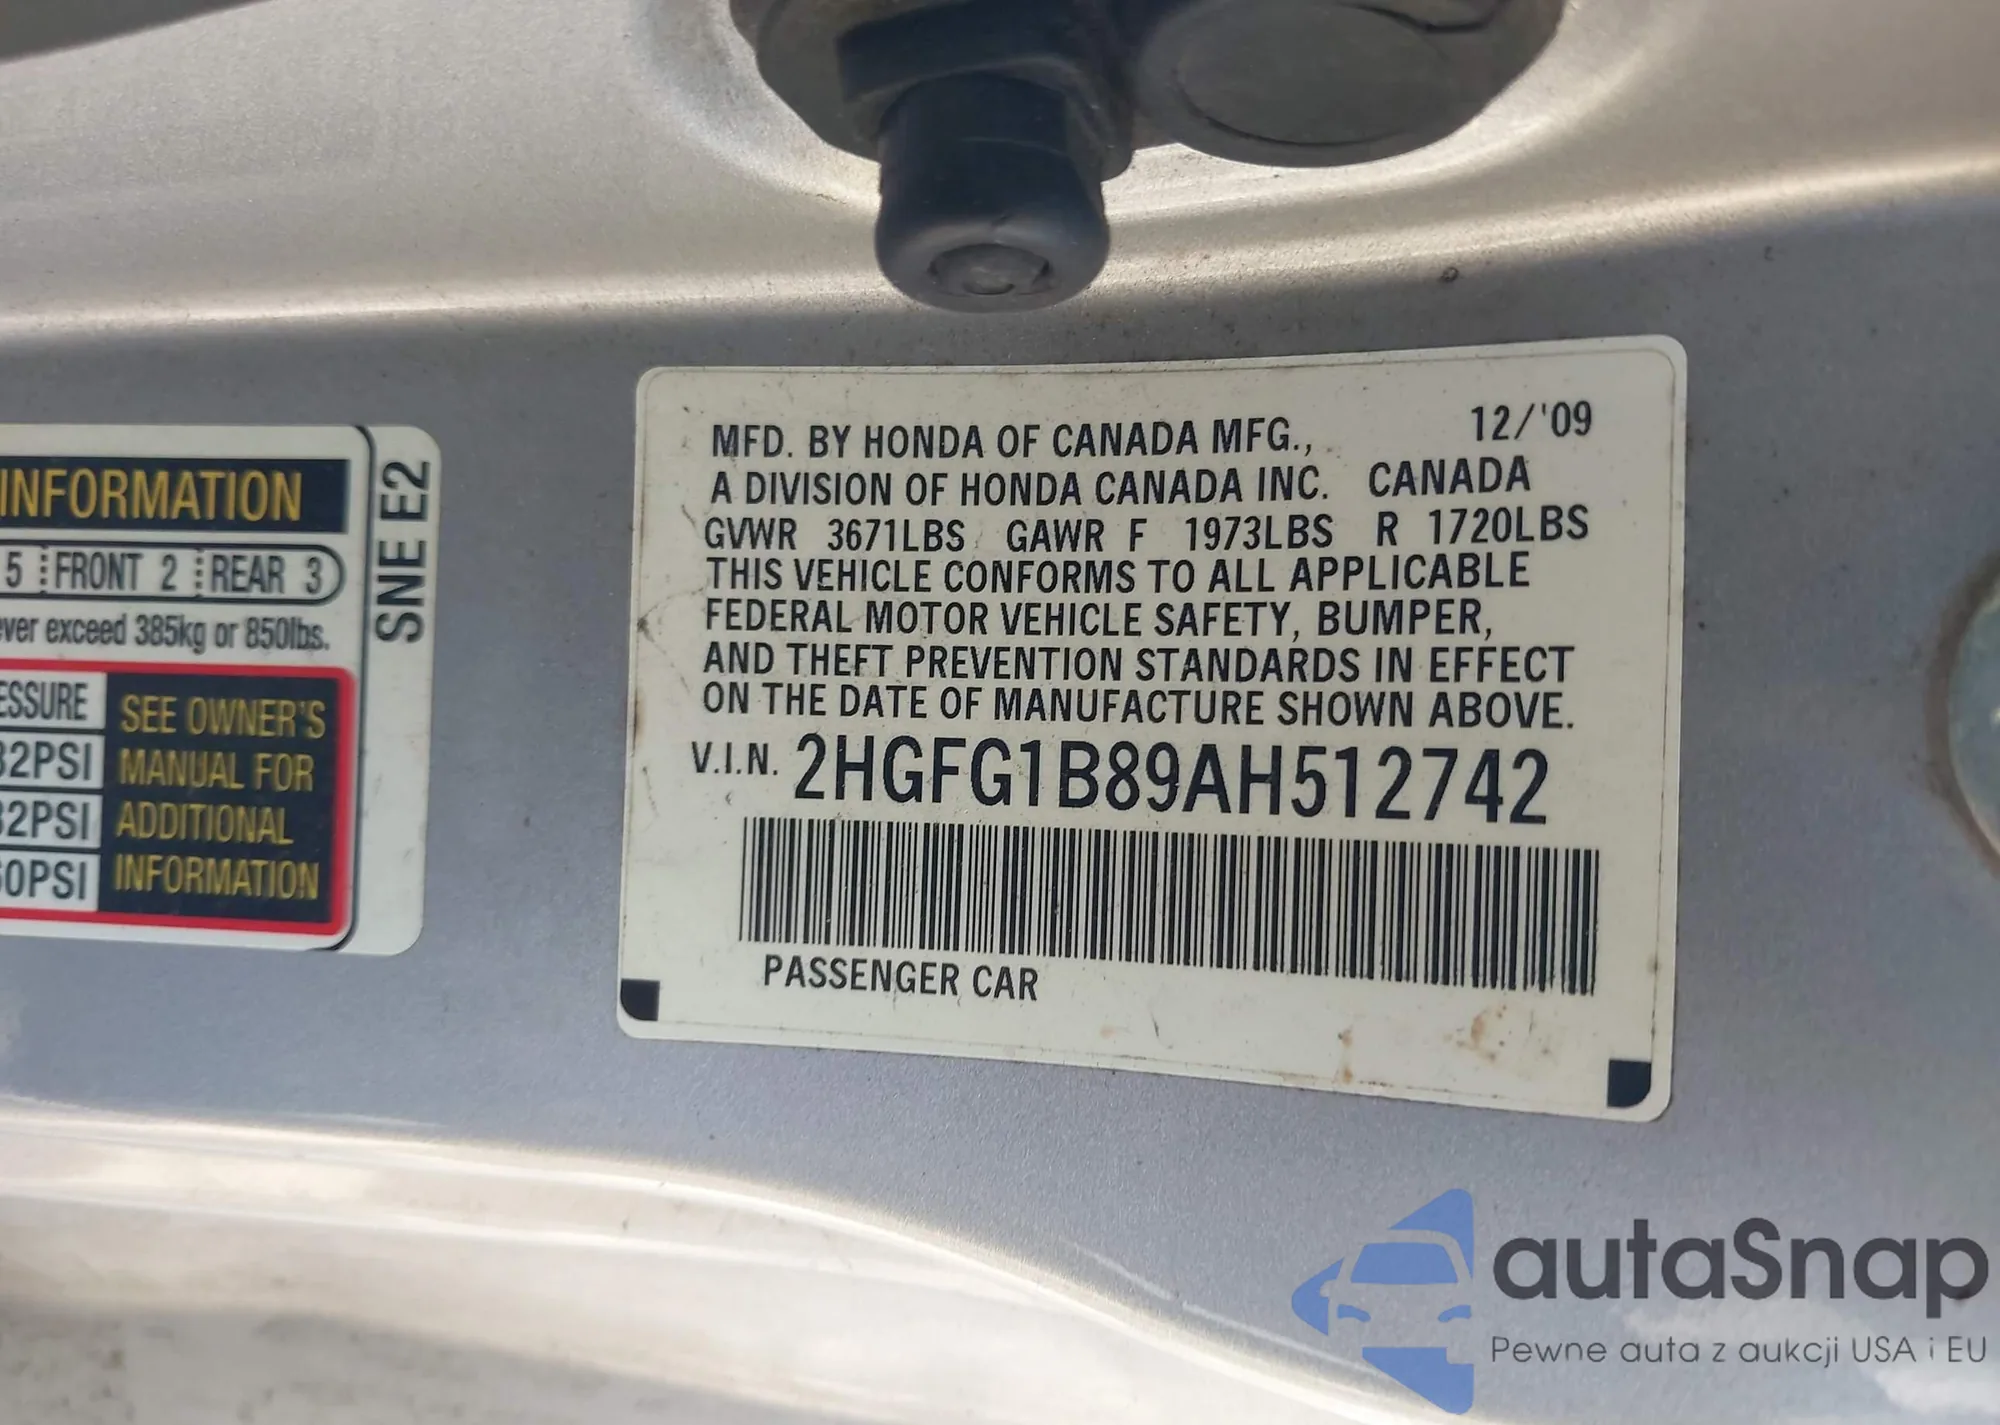 INFORMATION
5 FRONT 2 REAR 3
ever exceed 385kg or 850lbs.
ESSURE
32PSI
32PSI
60PSI
SEE OWNER'S
MANUAL FOR
ADDITIONAL
INFORMATION
SNE E2
12/'09
MFD. BY HONDA OF CANADA MFG.,
A DIVISION OF HONDA CANADA INC. CANADA
GVWR 3671LBS GAWR F 1973LBS R 1720LBS
THIS VEHICLE CONFORMS TO ALL APPLICABLE
FEDERAL MOTOR VEHICLE SAFETY, BUMPER,
AND THEFT PREVENTION STANDARDS IN EFFECT
ON THE DATE OF MANUFACTURE SHOWN ABOVE.
V.I.N. 2HGFG1B89AH512742
PASSENGER CAR
autaSnap
Pewne auta z aukcji USA i EU